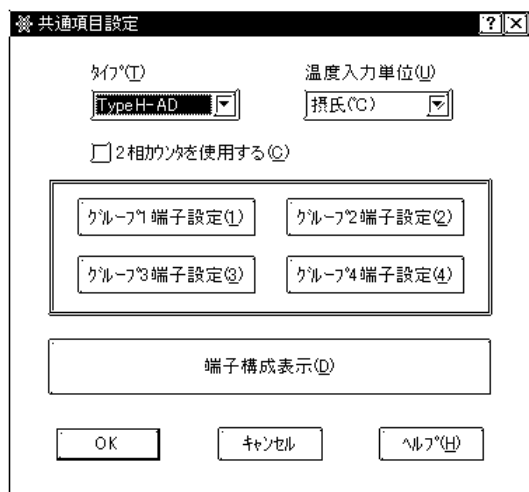 共通項目設定
ﾀｲﾌﾟ(T) 温度入力単位(U)
TypeH-AD 摂氏(℃)
2相ｶｳﾝﾀを使用する(C)
ｸﾞﾙｰﾌﾟ1端子設定(1) ｸﾞﾙｰﾌﾟ2端子設定(2)
ｸﾞﾙｰﾌﾟ3端子設定(3) ｸﾞﾙｰﾌﾟ4端子設定(4)
端子構成表示(D)
OK ｷｬﾝｾﾙ ﾍﾙﾌﾟ(H)